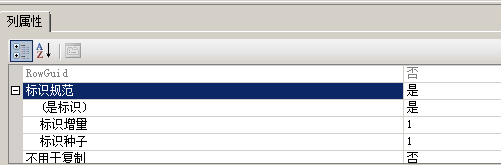 列属性
RowGuid 否
标识规范 是
(是标识) 是
标识增量 1
标识种子 1
不用于复制 否